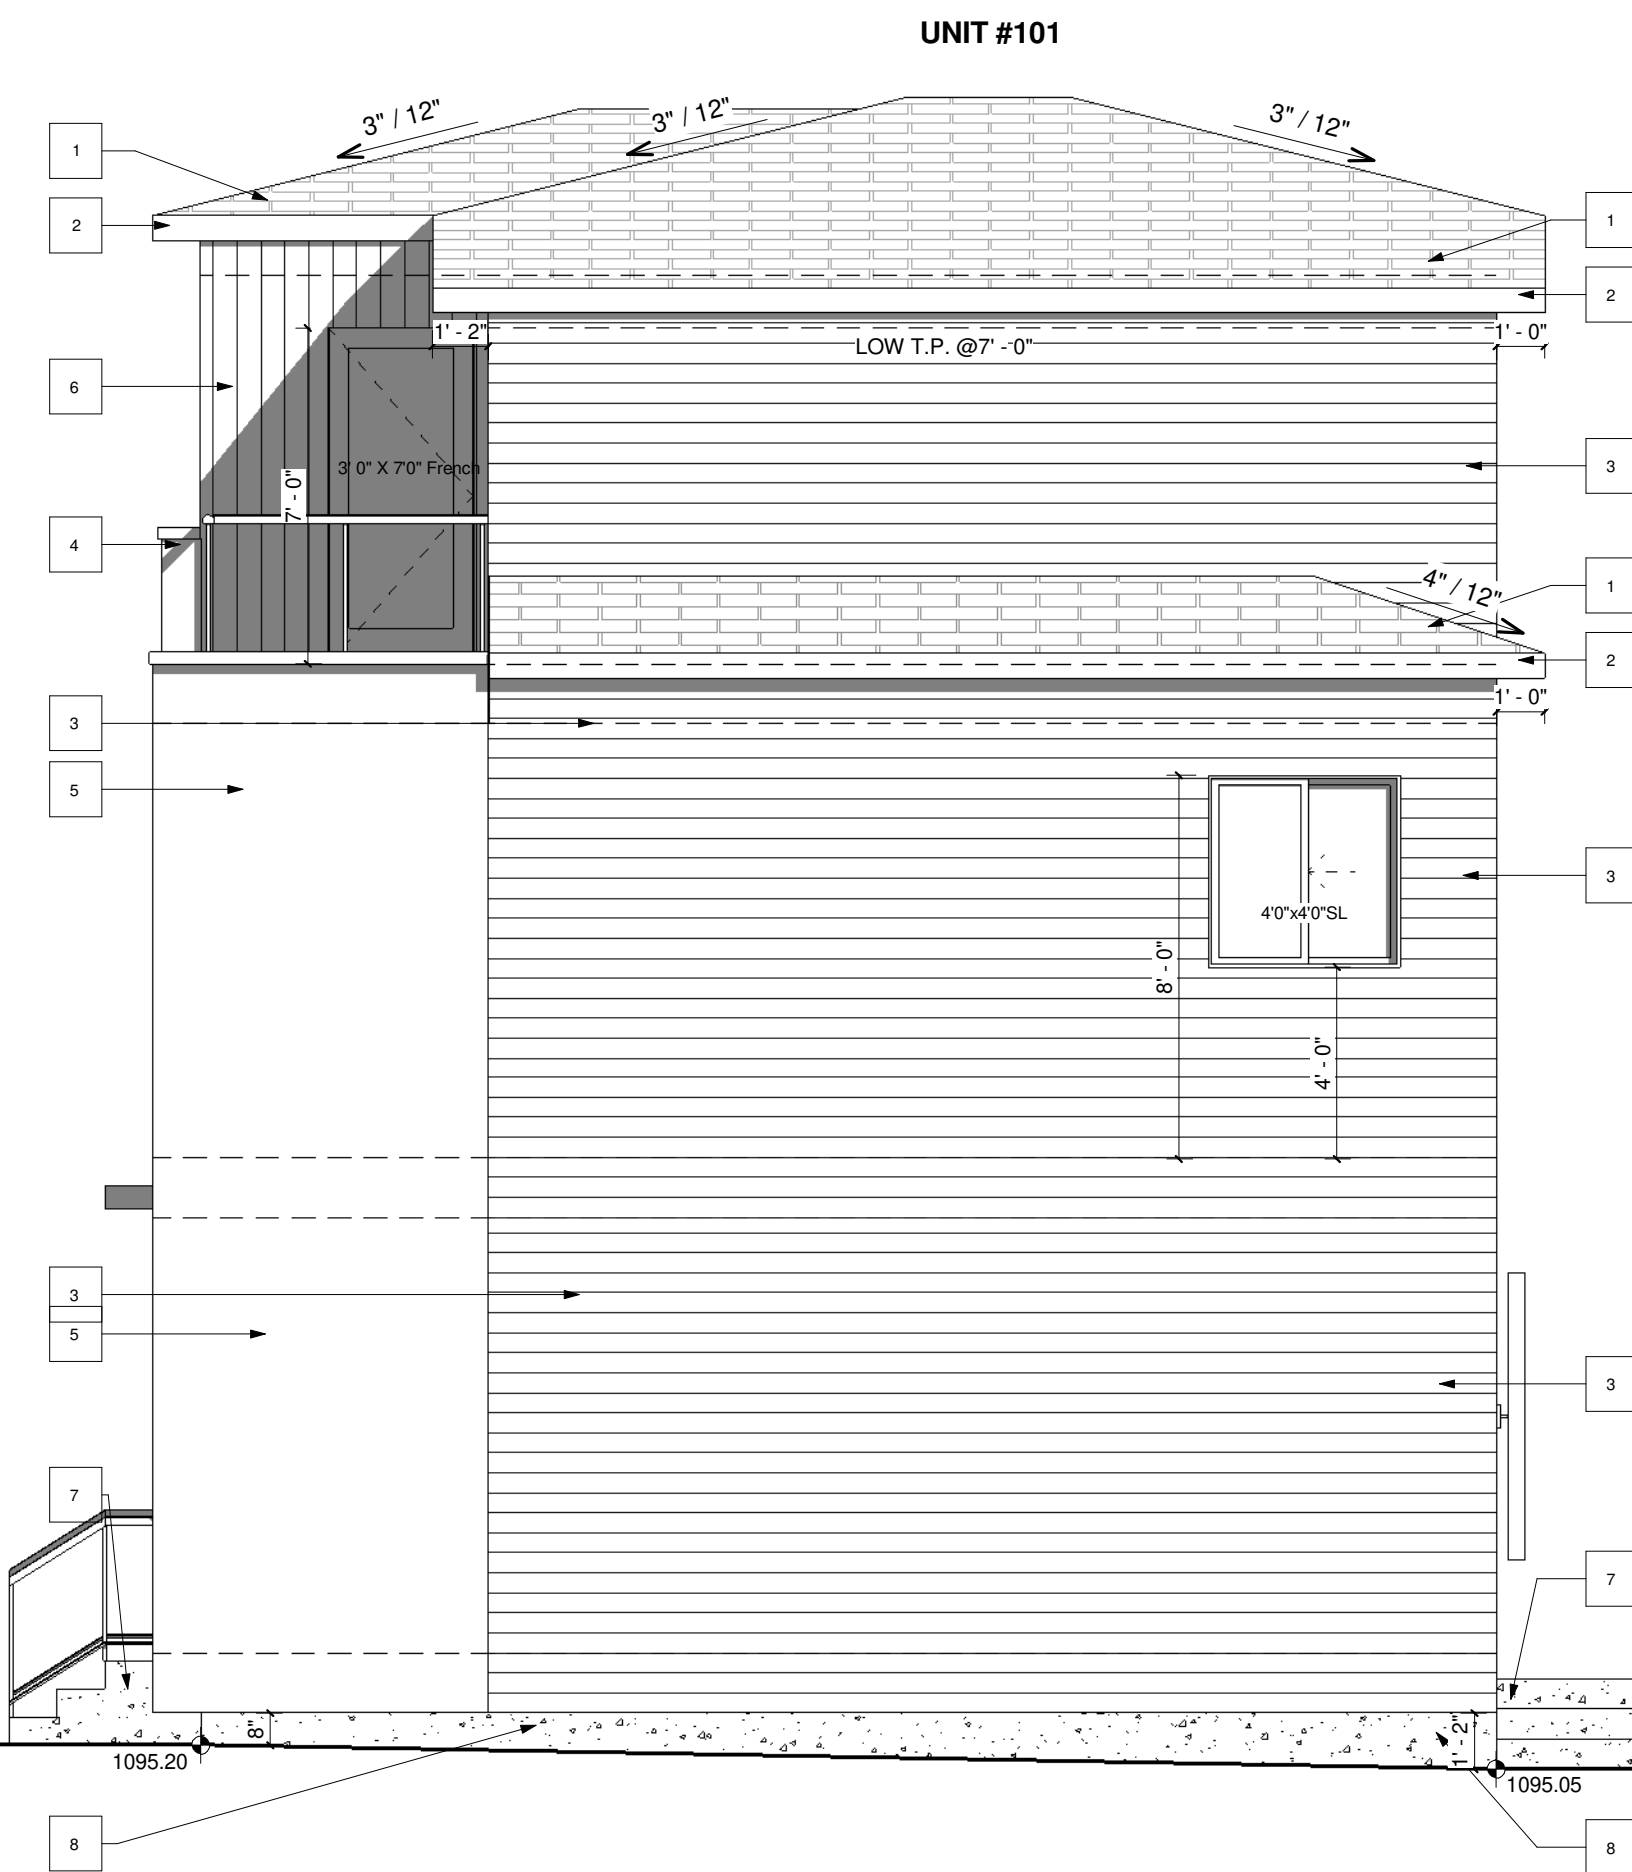 UNIT #101
3" / 12"
3" / 12"
3" / 12"
1
2
1
2
1' - 2"
LOW T.P. @7' - 0"
1' - 0"
6
3' 0" X 7'0" French
7' - 0"
3
4
4" / 12"
1
2
1' - 0"
3
5
8' - 0"
4'0"x4'0"SL
3
4' - 0"
3
5
3
7
7
8"
1' - 2"
1095.20
1095.05
8
8